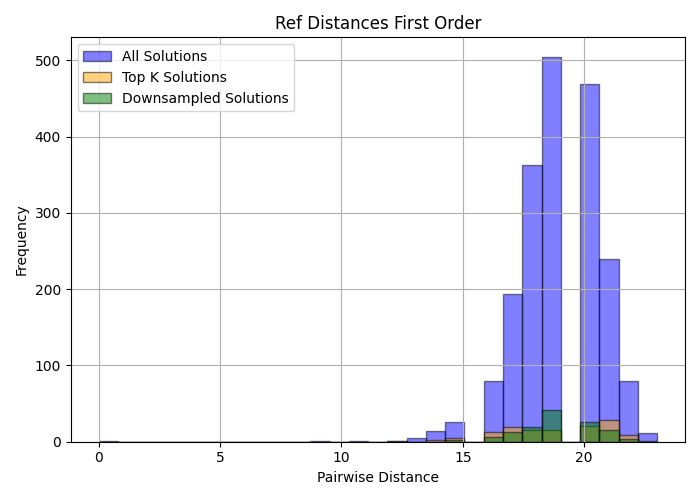 Ref Distances First Order
All Solutions
Top K Solutions
Downsampled Solutions
Frequency
500
400
300
200
100
0
0 5 10 15 20
Pairwise Distance